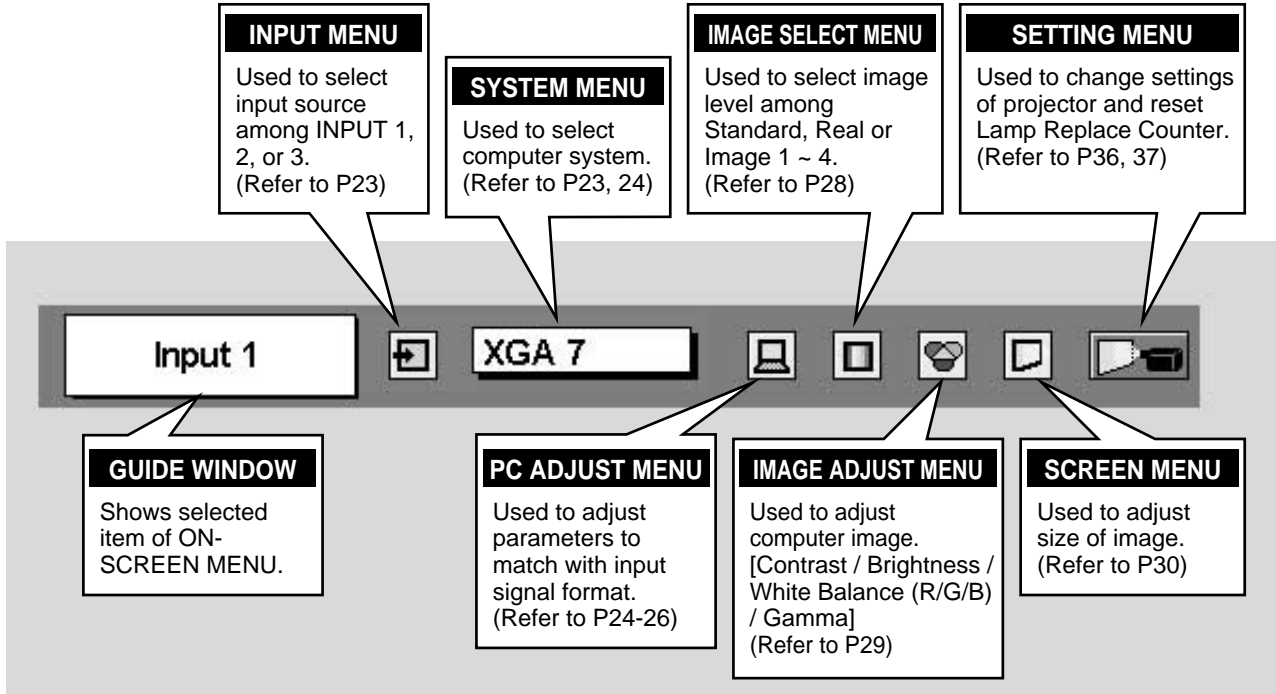 INPUT MENU
Used to select
input source
among INPUT 1,
2, or 3.
(Refer to P23)
SYSTEM MENU
Used to select
computer system.
(Refer to P23, 24)
IMAGE SELECT MENU
Used to select image
level among
Standard, Real or
Image 1 ~ 4.
(Refer to P28)
SETTING MENU
Used to change settings
of projector and reset
Lamp Replace Counter.
(Refer to P36, 37)
Input 1
XGA 7
GUIDE WINDOW
Shows selected
item of ON-
SCREEN MENU.
PC ADJUST MENU
Used to adjust
parameters to
match with input
signal format.
(Refer to P24-26)
IMAGE ADJUST MENU
Used to adjust
computer image.
[Contrast / Brightness /
White Balance (R/G/B)
/ Gamma]
(Refer to P29)
SCREEN MENU
Used to adjust
size of image.
(Refer to P30)